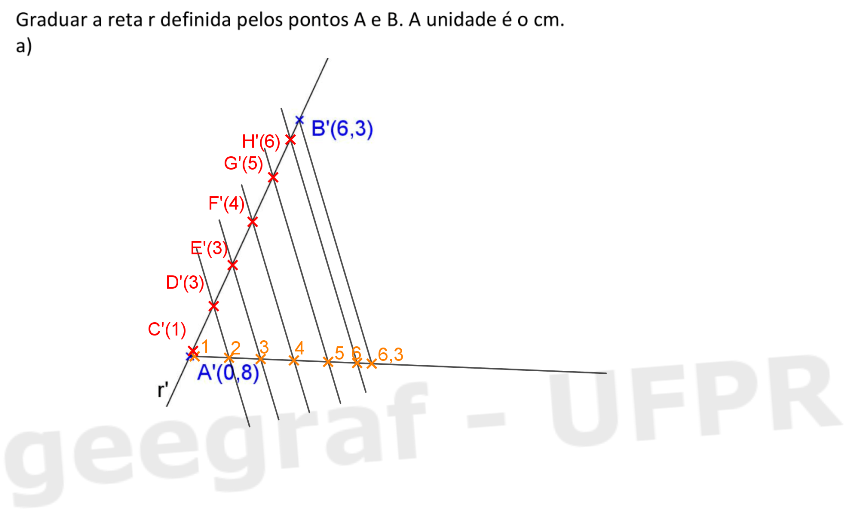 Graduar a reta r definida pelos pontos A e B. A unidade é o cm.
a)
B'(6,3)
H'(6)
G'(5)
F'(4)
E'(3)
D'(3)
C'(1)
1 2 3 4 5 6 6,3
A'(0,8)
r'
geegraf - UFPR